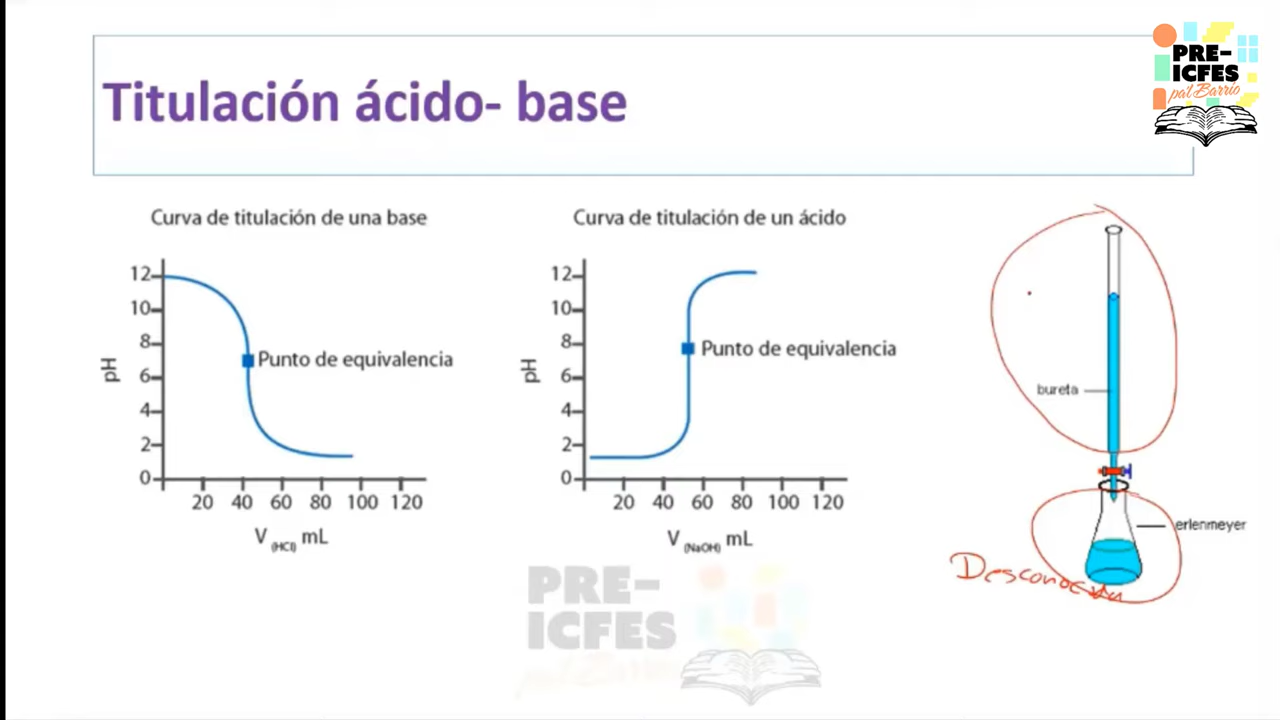 PRE-
ICFES
pa'l Barrio
Titulación ácido- base
Curva de titulación de una base
12
10
8
6
4
2
0
pH
Punto de equivalencia
20 40 60 80 100 120
V (HCl) mL
Curva de titulación de un ácido
12
10
8
6
4
2
0
pH
Punto de equivalencia
20 40 60 80 100 120
V (NaOH) mL
bureta
erlenmeyer
PRE-
ICFES
pa'l Barrio